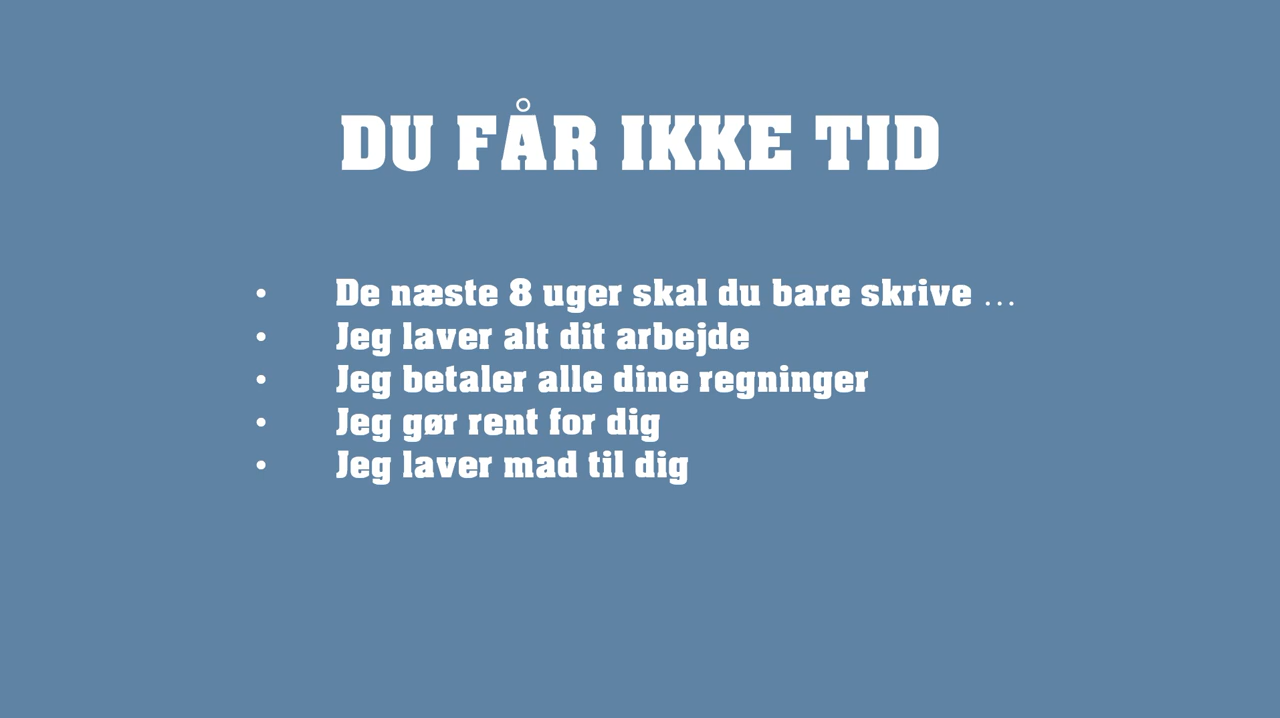 DU FÅR IKKE TID
• De næste 8 uger skal du bare skrive …
• Jeg laver alt dit arbejde
• Jeg betaler alle dine regninger
• Jeg gør rent for dig
• Jeg laver mad til dig